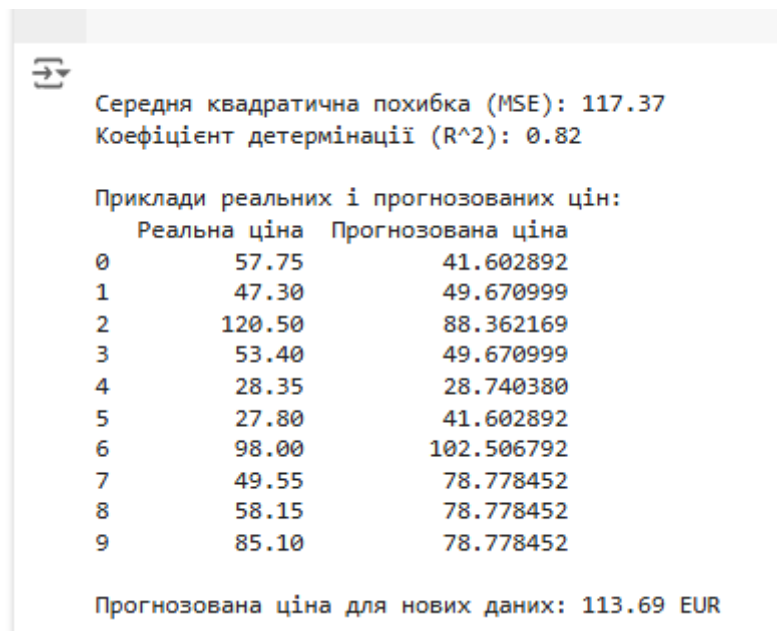 Середня квадратична похибка (MSE): 117.37
Коефіцієнт детермінації (R^2): 0.82
Приклади реальних і прогнозованих цін:
Реальна ціна Прогнозована ціна
0 57.75 41.602892
1 47.30 49.670999
2 120.50 88.362169
3 53.40 49.670999
4 28.35 28.740380
5 27.80 41.602892
6 98.00 102.506792
7 49.55 78.778452
8 58.15 78.778452
9 85.10 78.778452
Прогнозована ціна для нових даних: 113.69 EUR